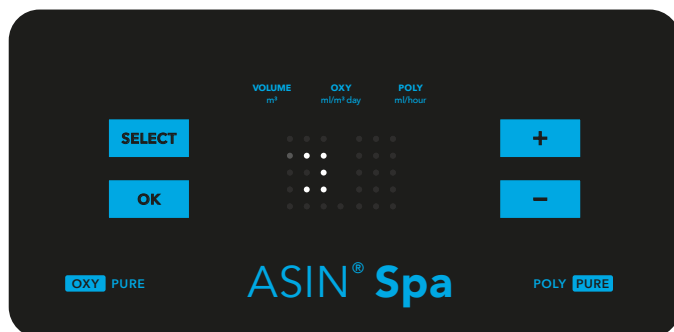 VOLUME OXY POLY
m³ ml/m³ day ml/hour
SELECT +
OK −
OXY PURE ASIN® Spa POLY PURE